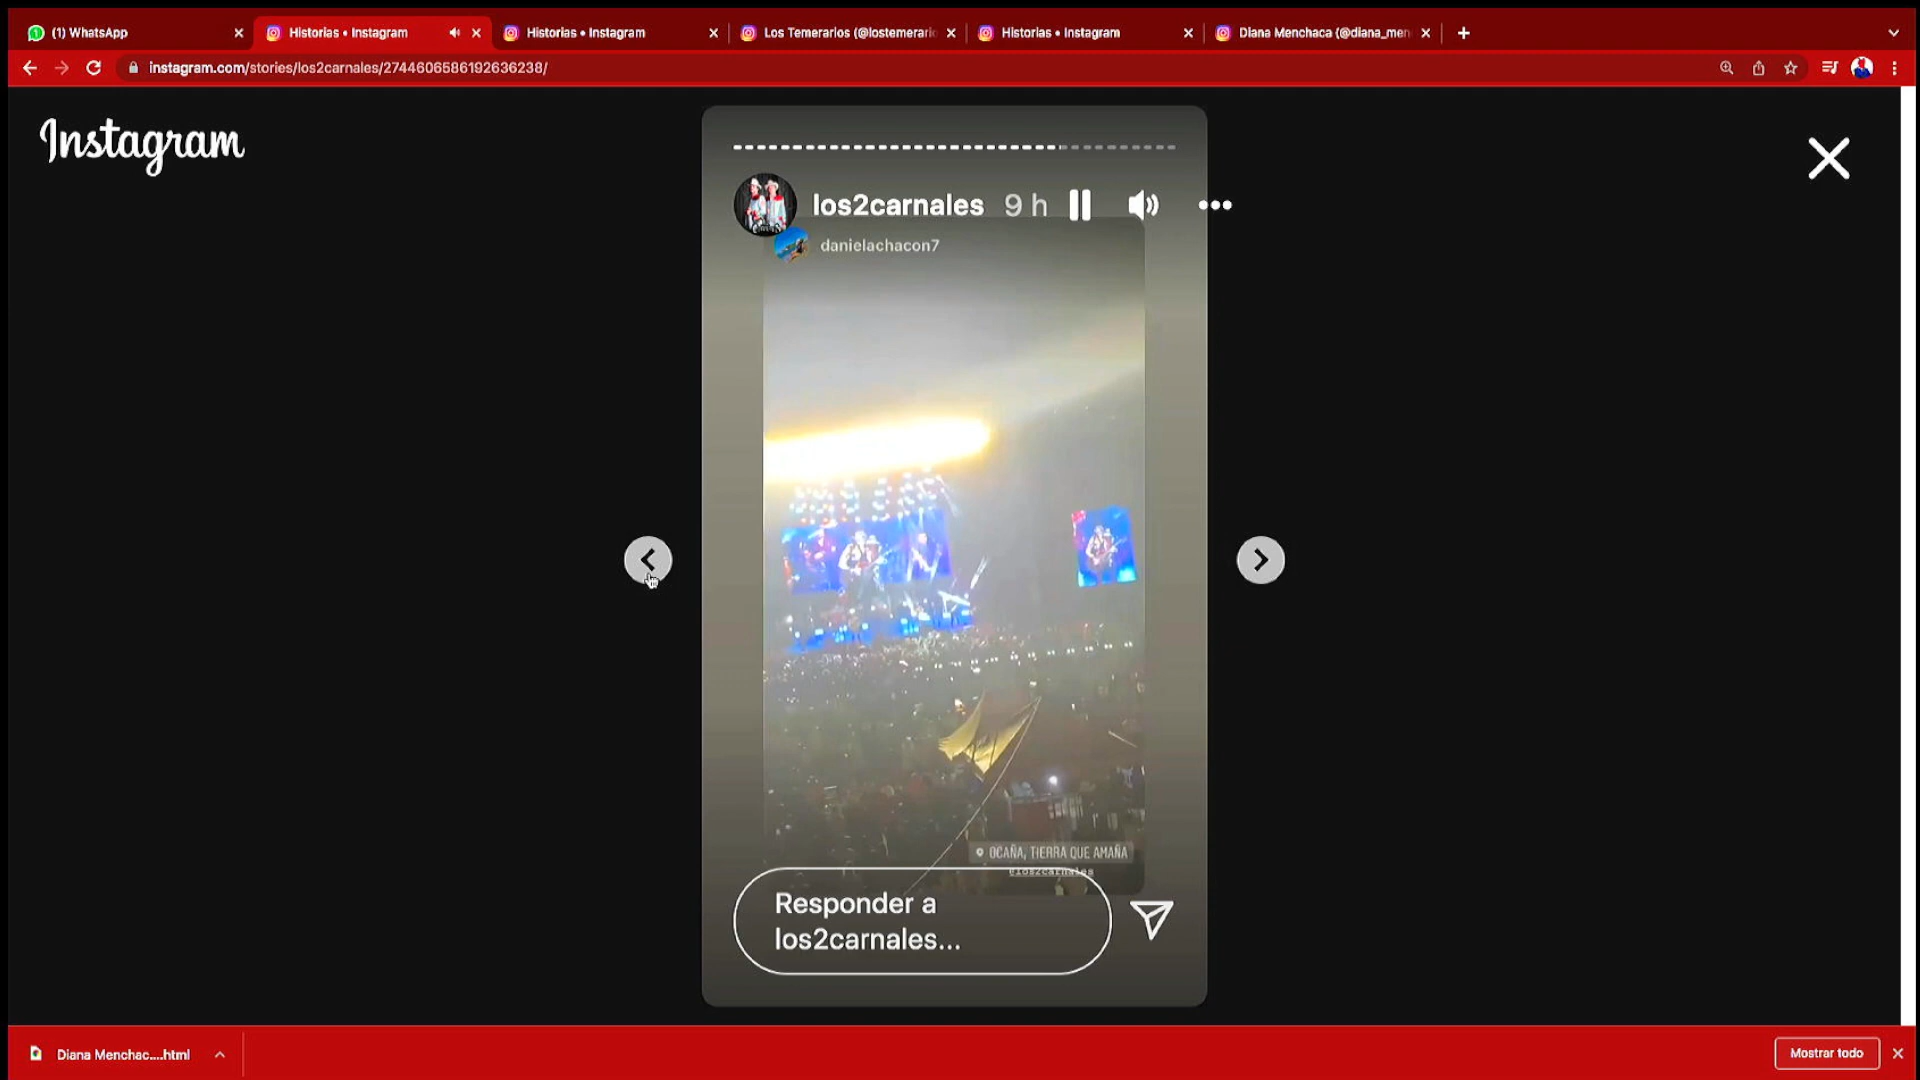 (1) WhatsApp
Historias • Instagram
Historias • Instagram
Los Temerarios (@lostemerari
Historias • Instagram
Diana Menchaca (@diana_men
instagram.com/stories/los2carnales/2744606586192636238/
Instagram
los2carnales 9 h
danielachacon7
OCAÑA, TIERRA QUE AMAÑA
@los2carnales
Responder a
los2carnales...
Diana Menchac....html
Mostrar todo